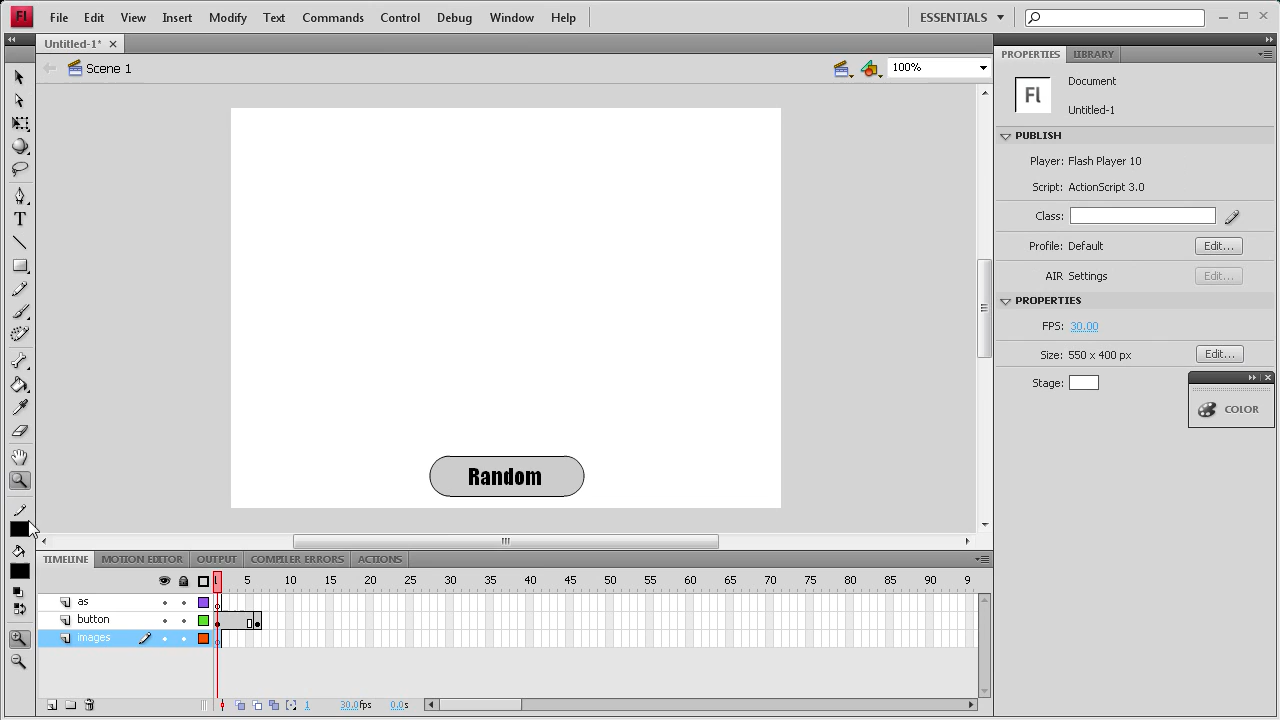 Fl File Edit View Insert Modify Text Commands Control Debug Window Help ESSENTIALS
Untitled-1*
Scene 1 100%
PROPERTIES LIBRARY
Fl Document
Untitled-1
PUBLISH
Player: Flash Player 10
Script: ActionScript 3.0
Class:
Profile: Default Edit...
AIR Settings Edit...
PROPERTIES
FPS: 30.00
Size: 550 x 400 px Edit...
Stage:
COLOR
T
Random
TIMELINE MOTION EDITOR OUTPUT COMPILER ERRORS ACTIONS
1 5 10 15 20 25 30 35 40 45 50 55 60 65 70 75 80 85 90 9
as
button
images
1 30.0fps 0.0s